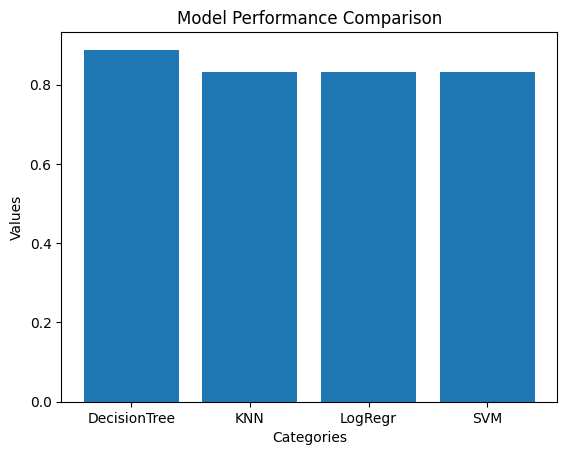 Model Performance Comparison
Values
0.8
0.6
0.4
0.2
0.0
DecisionTree KNN LogRegr SVM
Categories